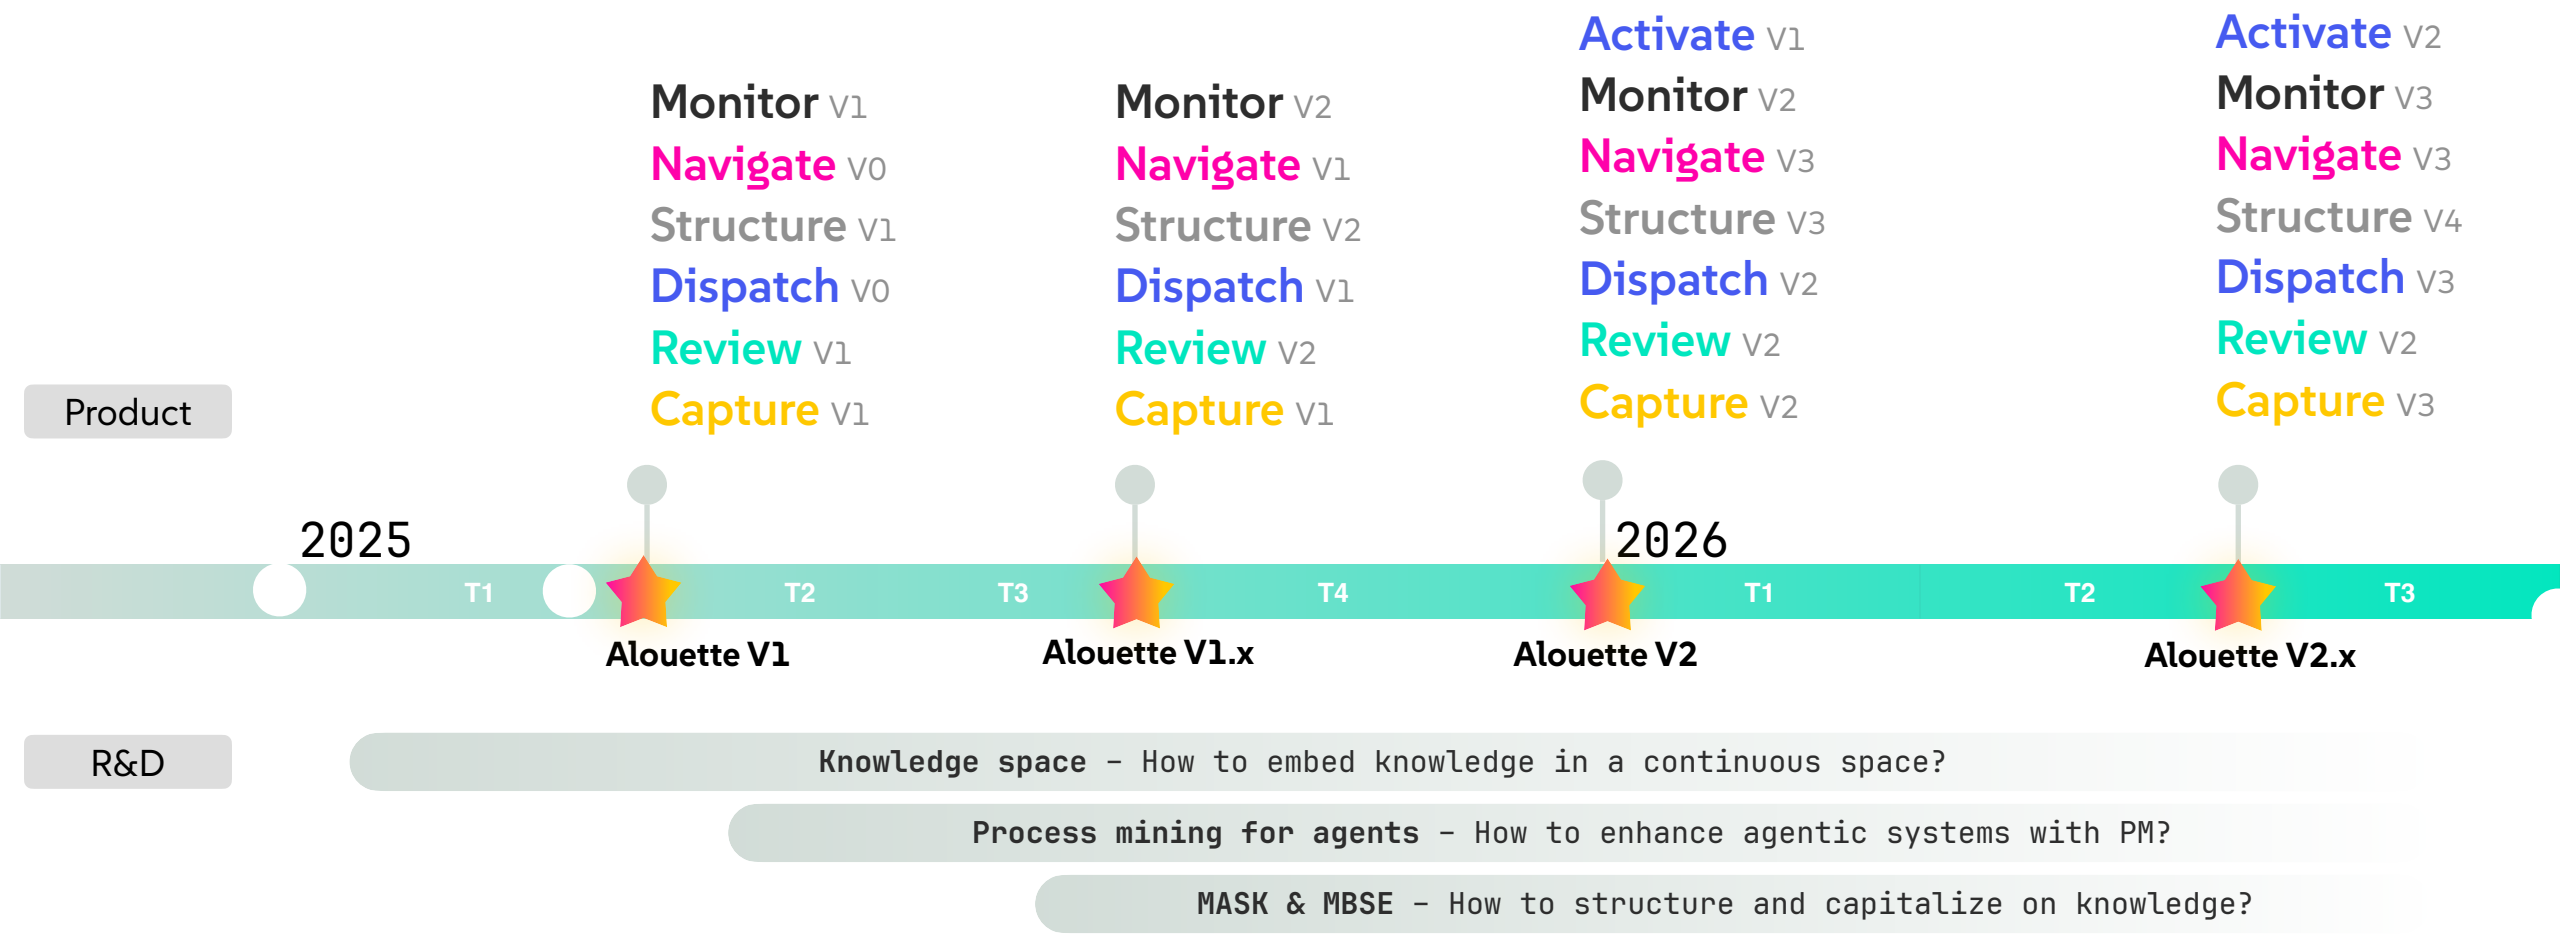 Product
Monitor V1
Navigate V0
Structure V1
Dispatch V0
Review V1
Capture V1
Monitor V2
Navigate V1
Structure V2
Dispatch V1
Review V2
Capture V1
Activate V1
Monitor V2
Navigate V3
Structure V3
Dispatch V2
Review V2
Capture V2
Activate V2
Monitor V3
Navigate V3
Structure V4
Dispatch V3
Review V2
Capture V3
2025
2026
T1
T2
T3
T4
T1
T2
T3
Alouette V1
Alouette V1.x
Alouette V2
Alouette V2.x
R&D
Knowledge space - How to embed knowledge in a continuous space?
Process mining for agents - How to enhance agentic systems with PM?
MASK & MBSE - How to structure and capitalize on knowledge?